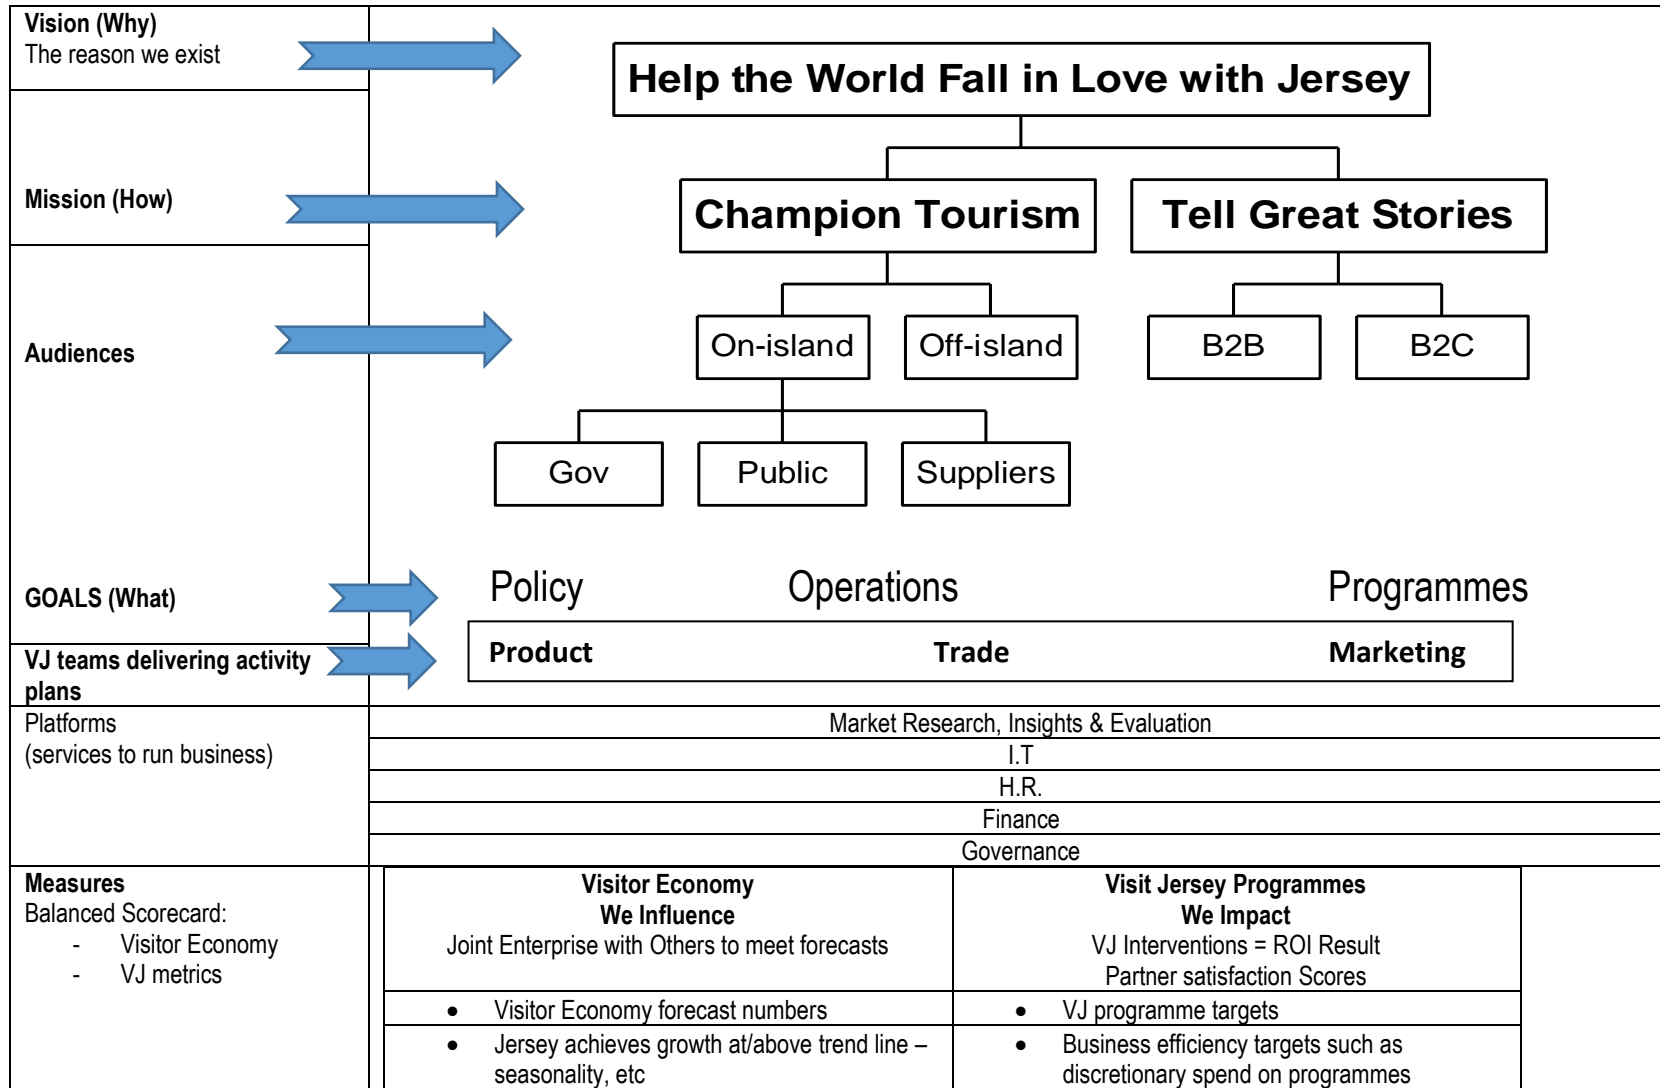 Vision (Why)
The reason we exist
Help the World Fall in Love with Jersey
Mission (How)
Champion Tourism
Tell Great Stories
Audiences
On-island
Off-island
B2B
B2C
Gov
Public
Suppliers
GOALS (What)
Policy
Operations
Programmes
VJ teams delivering activity
plans
Product
Trade
Marketing
Platforms
(services to run business)
Market Research, Insights & Evaluation
I.T
H.R.
Finance
Governance
Measures
Balanced Scorecard:
- Visitor Economy
- VJ metrics
Visitor Economy
We Influence
Joint Enterprise with Others to meet forecasts
Visit Jersey Programmes
We Impact
VJ Interventions = ROI Result
Partner satisfaction Scores
• Visitor Economy forecast numbers
• VJ programme targets
• Jersey achieves growth at/above trend line –
seasonality, etc
• Business efficiency targets such as
discretionary spend on programmes